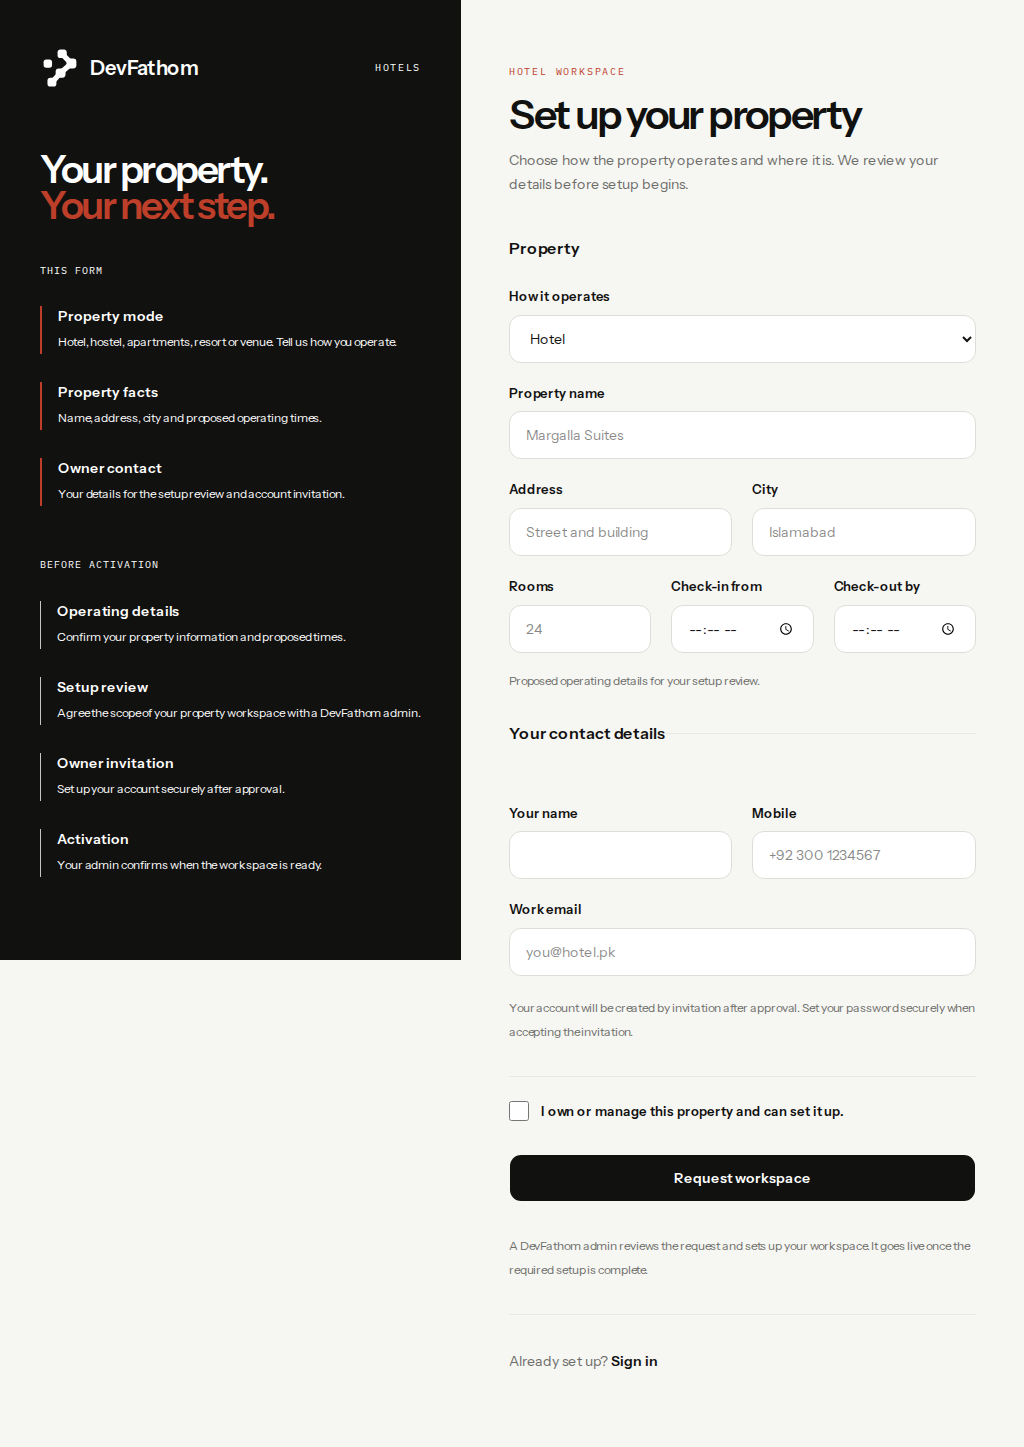 DevFathom
HOTELS
Your property.
Your next step.
THIS FORM
Property mode
Hotel, hostel, apartments, resort or venue. Tell us how you operate.
Property facts
Name, address, city and proposed operating times.
Owner contact
Your details for the setup review and account invitation.
BEFORE ACTIVATION
Operating details
Confirm your property information and proposed times.
Setup review
Agree the scope of your property workspace with a DevFathom admin.
Owner invitation
Set up your account securely after approval.
Activation
Your admin confirms when the workspace is ready.
HOTEL WORKSPACE
Set up your property
Choose how the property operates and where it is. We review your
details before setup begins.
Property
How it operates
Hotel
Property name
Margalla Suites
Address City
Street and building Islamabad
Rooms Check-in from Check-out by
24 --:-- -- --:-- --
Proposed operating details for your setup review.
Your contact details
Your name Mobile
+92 300 1234567
Work email
you@hotel.pk
Your account will be created by invitation after approval. Set your password securely when
accepting the invitation.
I own or manage this property and can set it up.
Request workspace
A DevFathom admin reviews the request and sets up your workspace. It goes live once the
required setup is complete.
Already set up? Sign in